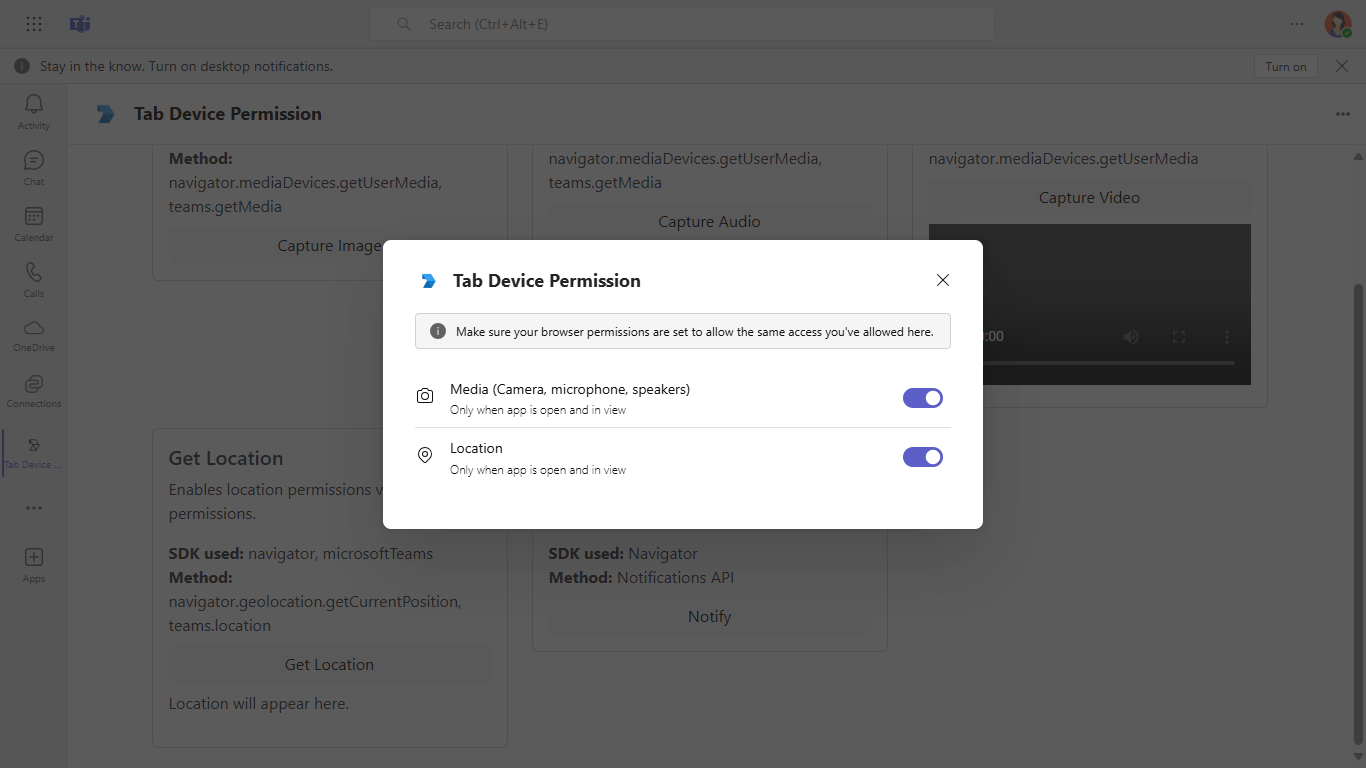 Search (Ctrl+Alt+E)
Stay in the know. Turn on desktop notifications.
Turn on
Activity
Chat
Calendar
Calls
OneDrive
Connections
Tab Device ...
Apps
Tab Device Permission
Method:
navigator.mediaDevices.getUserMedia,
teams.getMedia
Capture Image
navigator.mediaDevices.getUserMedia,
teams.getMedia
Capture Audio
navigator.mediaDevices.getUserMedia
Capture Video
:00
Tab Device Permission
Make sure your browser permissions are set to allow the same access you've allowed here.
Media (Camera, microphone, speakers)
Only when app is open and in view
Location
Only when app is open and in view
Get Location
Enables location permissions v
permissions.
SDK used: navigator, microsoftTeams
Method:
navigator.geolocation.getCurrentPosition,
teams.location
Get Location
Location will appear here.
SDK used: Navigator
Method: Notifications API
Notify